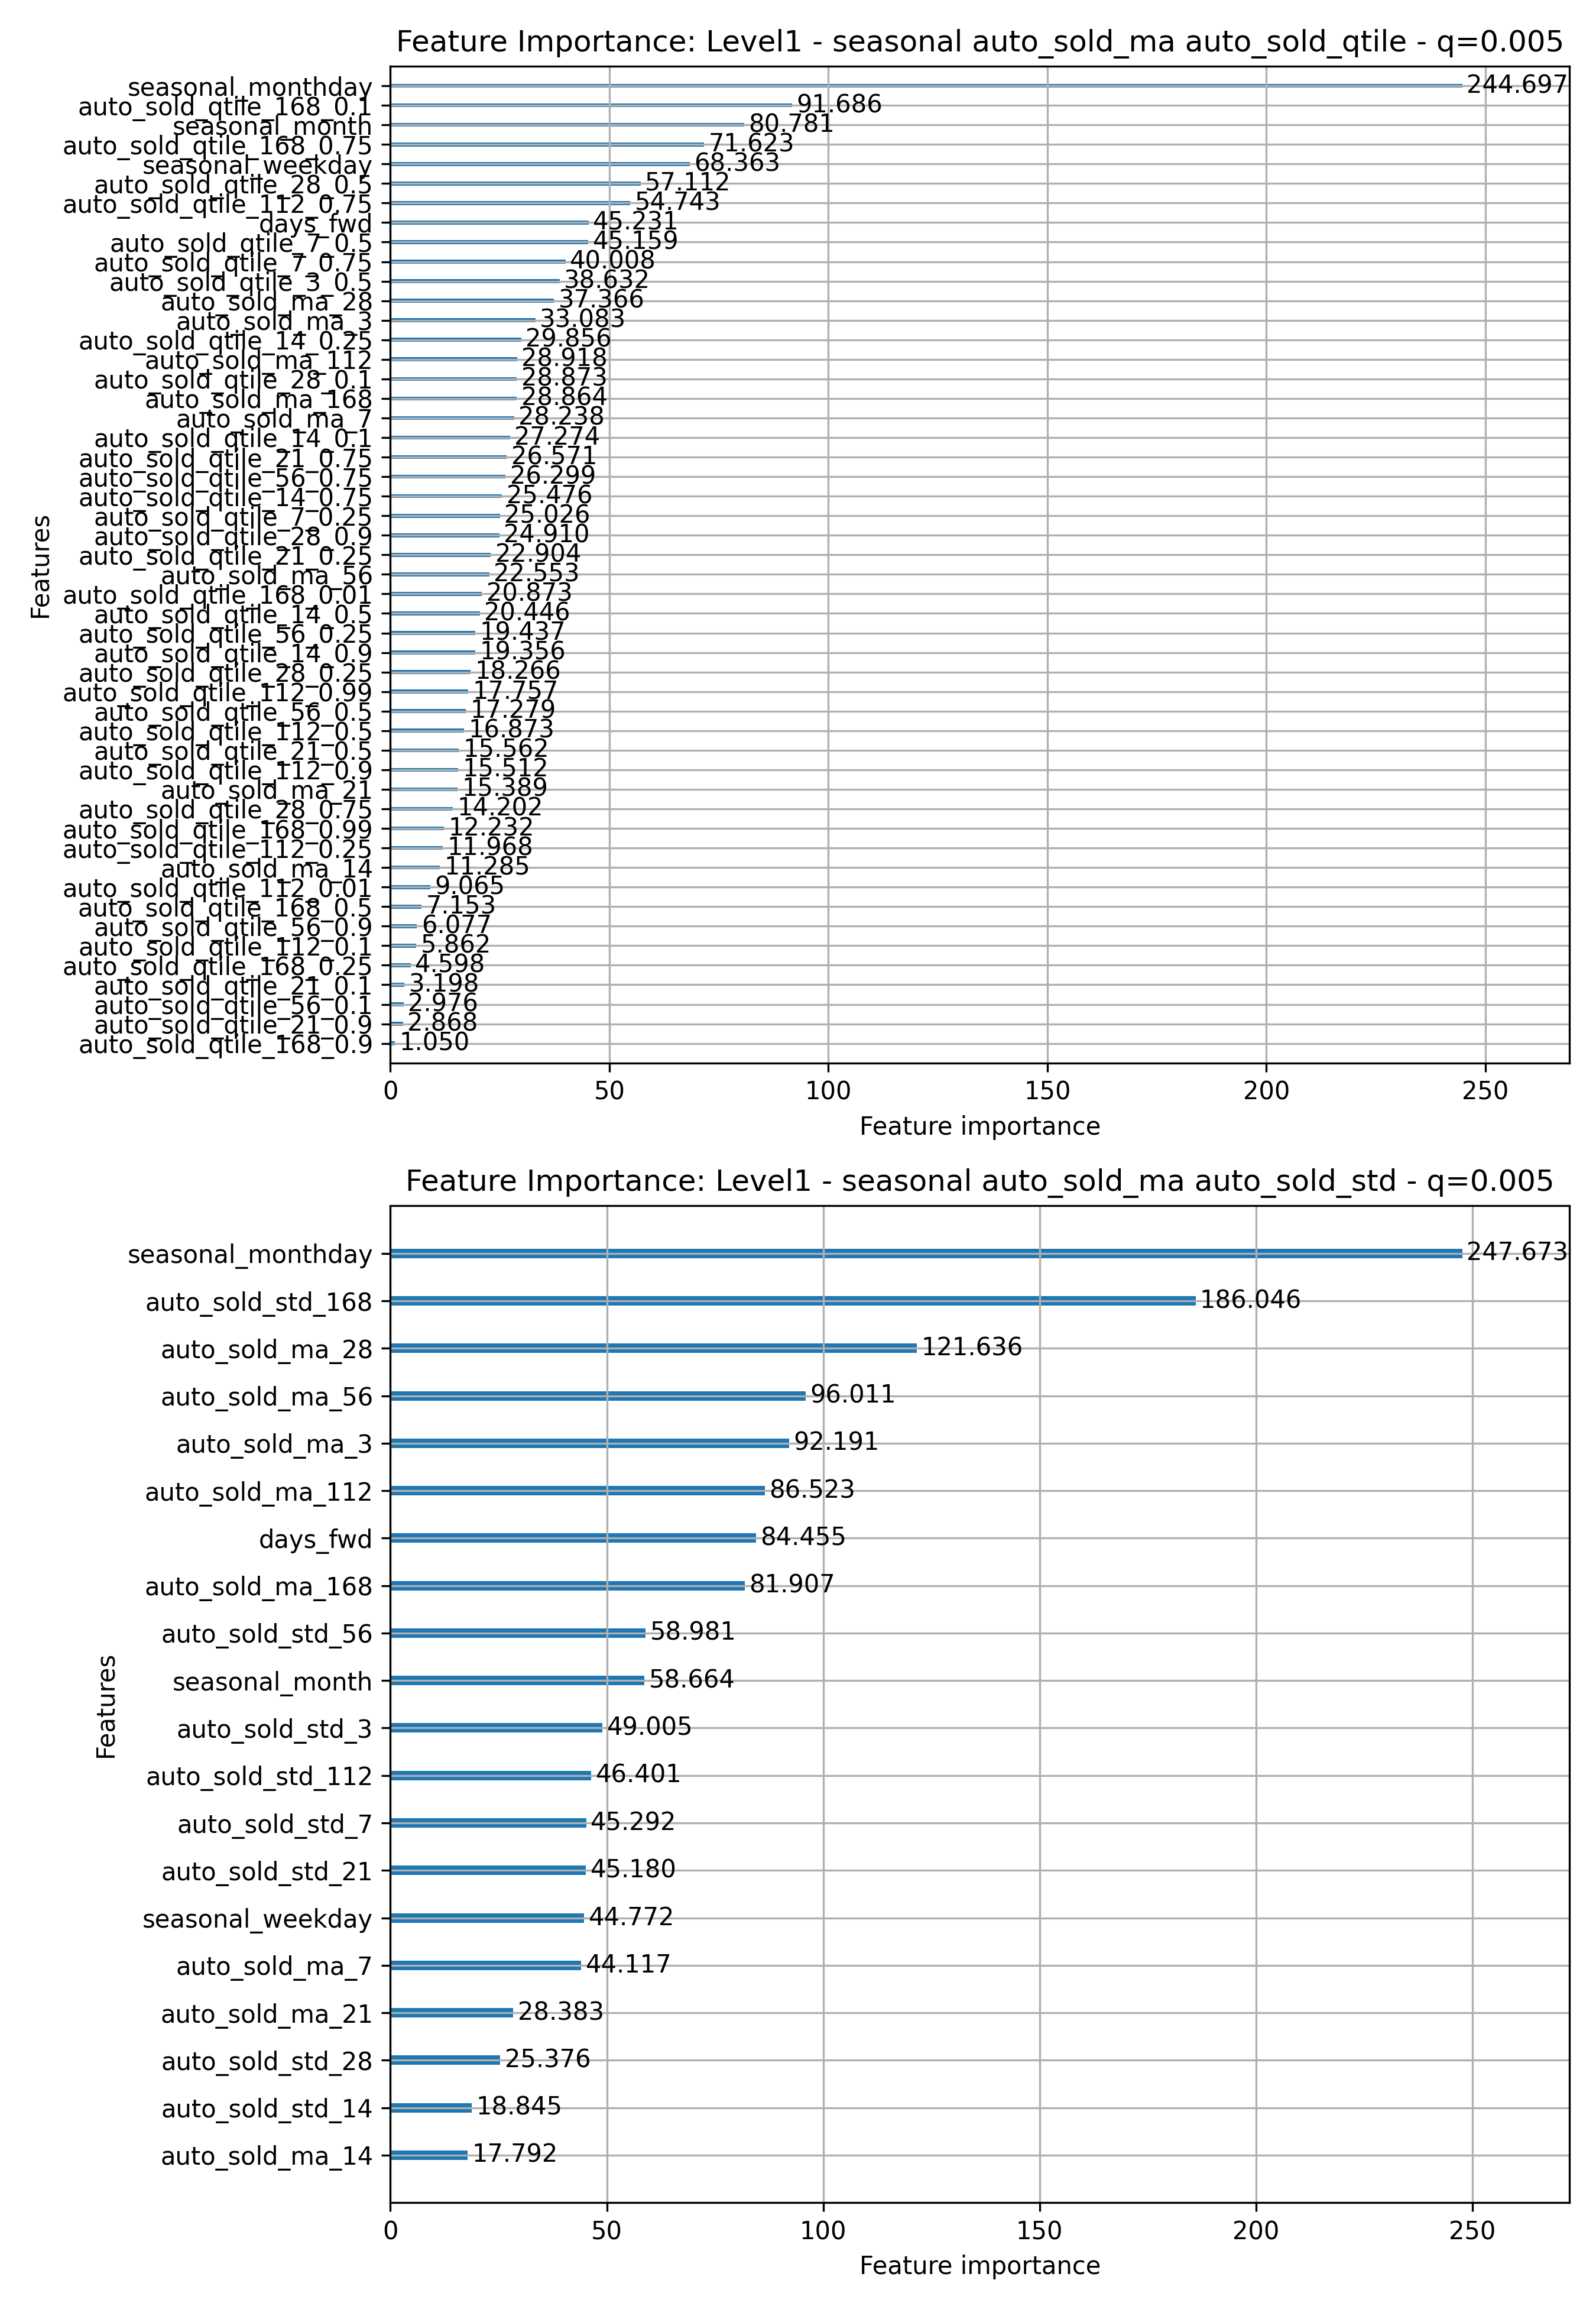 Feature Importance: Level1 - seasonal auto_sold_ma auto_sold_qtile - q=0.005
seasonal_monthday 244.697
auto_sold_qtile_168_0.1 91.686
seasonal_month 80.781
auto_sold_qtile_168_0.75 71.623
seasonal_weekday 68.363
auto_sold_qtile_28_0.5 57.112
auto_sold_qtile_112_0.75 54.743
days_fwd 45.231
auto_sold_qtile_7_0.5 45.159
auto_sold_qtile_7_0.75 40.008
auto_sold_qtile_3_0.5 38.632
auto_sold_ma_28 37.366
auto_sold_ma_3 33.083
auto_sold_qtile_14_0.25 29.856
auto_sold_ma_112 28.918
auto_sold_qtile_28_0.1 28.873
auto_sold_ma_168 28.864
auto_sold_ma_7 28.238
auto_sold_qtile_14_0.1 27.274
auto_sold_qtile_21_0.75 26.571
auto_sold_qtile_56_0.75 26.299
auto_sold_qtile_14_0.75 25.476
auto_sold_qtile_7_0.25 25.026
auto_sold_qtile_28_0.9 24.910
auto_sold_qtile_21_0.25 22.904
auto_sold_ma_56 22.553
auto_sold_qtile_168_0.01 20.873
auto_sold_qtile_14_0.5 20.446
auto_sold_qtile_56_0.25 19.437
auto_sold_qtile_14_0.9 19.356
auto_sold_qtile_28_0.25 18.266
auto_sold_qtile_112_0.99 17.757
auto_sold_qtile_56_0.5 17.279
auto_sold_qtile_112_0.5 16.873
auto_sold_qtile_21_0.5 15.562
auto_sold_qtile_112_0.9 15.512
auto_sold_ma_21 15.389
auto_sold_qtile_28_0.75 14.202
auto_sold_qtile_168_0.99 12.232
auto_sold_qtile_112_0.25 11.968
auto_sold_ma_14 11.285
auto_sold_qtile_112_0.01 9.065
auto_sold_qtile_168_0.5 7.153
auto_sold_qtile_56_0.9 6.077
auto_sold_qtile_112_0.1 5.862
auto_sold_qtile_168_0.25 4.598
auto_sold_qtile_21_0.1 3.198
auto_sold_qtile_56_0.1 2.976
auto_sold_qtile_21_0.9 2.868
auto_sold_qtile_168_0.9 1.050
Features
0 50 100 150 200 250
Feature importance
Feature Importance: Level1 - seasonal auto_sold_ma auto_sold_std - q=0.005
seasonal_monthday 247.673
auto_sold_std_168 186.046
auto_sold_ma_28 121.636
auto_sold_ma_56 96.011
auto_sold_ma_3 92.191
auto_sold_ma_112 86.523
days_fwd 84.455
auto_sold_ma_168 81.907
auto_sold_std_56 58.981
seasonal_month 58.664
auto_sold_std_3 49.005
auto_sold_std_112 46.401
auto_sold_std_7 45.292
auto_sold_std_21 45.180
seasonal_weekday 44.772
auto_sold_ma_7 44.117
auto_sold_ma_21 28.383
auto_sold_std_28 25.376
auto_sold_std_14 18.845
auto_sold_ma_14 17.792
Features
0 50 100 150 200 250
Feature importance